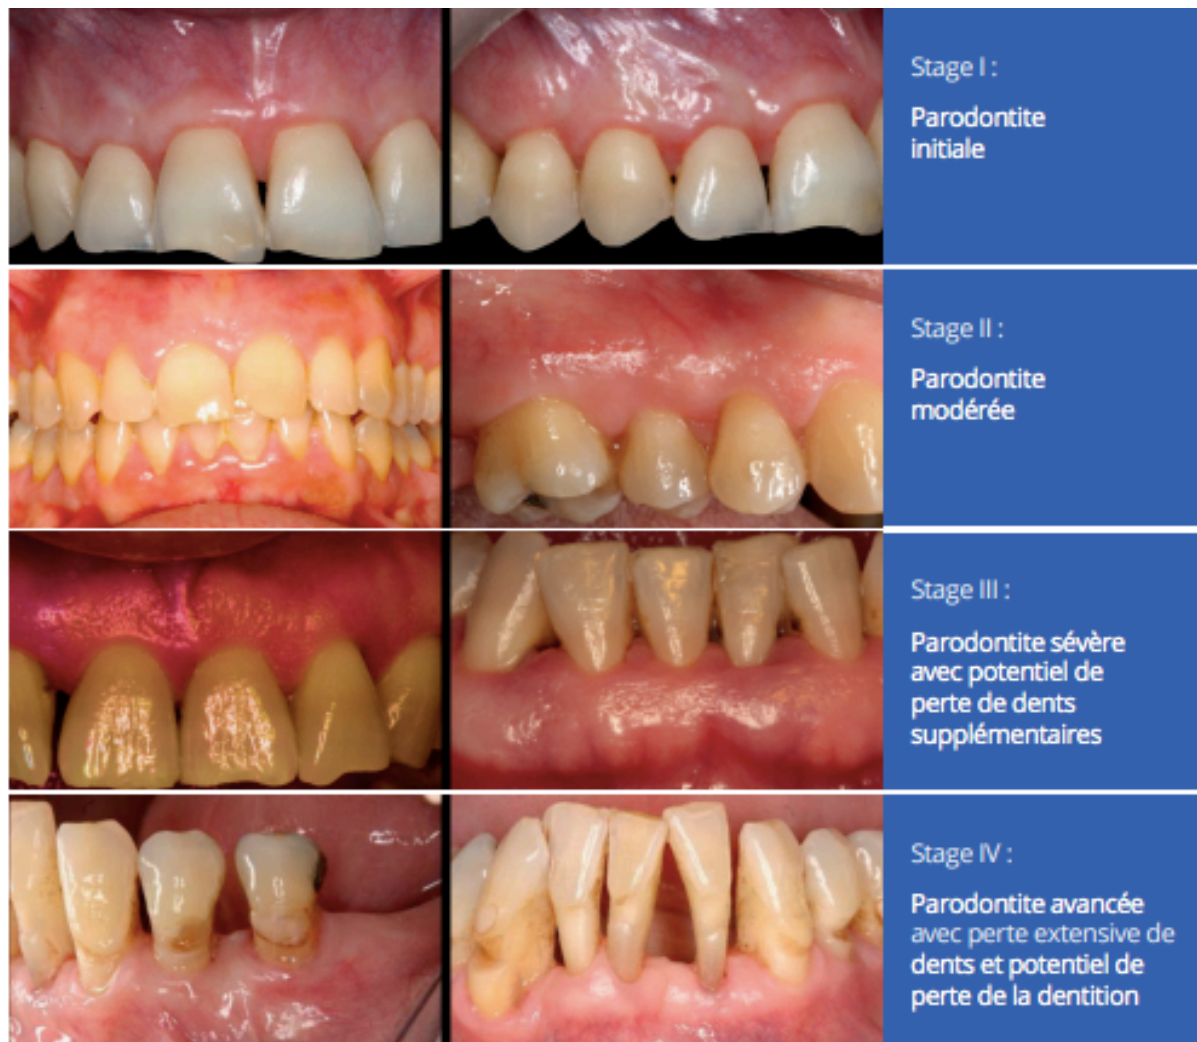 Stage I :
Parodontite
initiale
Stage II :
Parodontite
modérée
Stage III :
Parodontite sévère
avec potentiel de
perte de dents
supplémentaires
Stage IV :
Parodontite avancée
avec perte extensive de
dents et potentiel de
perte de la dentition